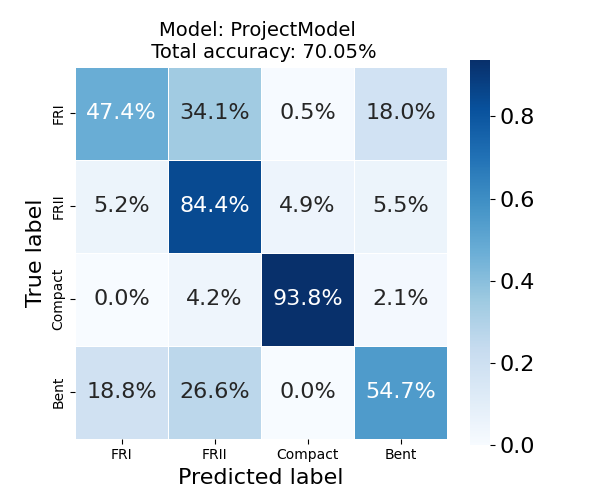 Model: ProjectModel
Total accuracy: 70.05%
True label
FRI
47.4% 34.1% 0.5% 18.0%
FRII
5.2% 84.4% 4.9% 5.5%
Compact
0.0% 4.2% 93.8% 2.1%
Bent
18.8% 26.6% 0.0% 54.7%
FRI FRII Compact Bent
Predicted label
0.8
0.6
0.4
0.2
0.0